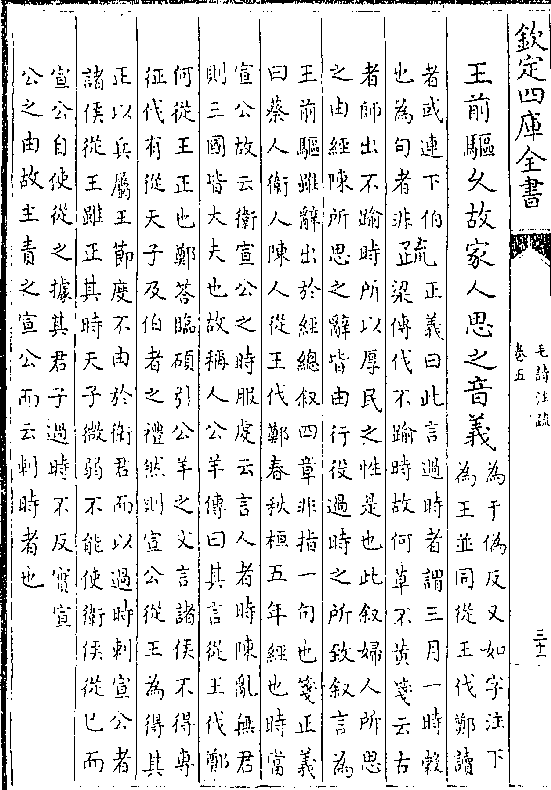 欽定四庫全書
毛詩注疏
卷五
三十一
王前驅久故家人思之音義
為于偽反又如字注下
為王並同從王伐鄭讀
者或連下伯
也為句者非
疏
正義曰此言過時者謂三月一時穀
梁傳伐不踰時故何草不黄箋云古
者師出不踰時所以厚民之性是也此叙婦人所思
之由經陳所思之辭皆由行役過時之所致叙言為
王前驅雖辭出於經總叙四章非指一句也箋正義
曰蔡人衛人陳人從王伐鄭春秋桓五年經也時當
宣公故云衛宣公之時服虔云言人者時陳亂無君
則三國皆大夫也故稱人公羊傳曰其言從王伐鄭
何從王正也鄭答臨碩引公羊之文言諸侯不得專
征伐有從天子及伯者之禮然則宣公從王為得其
正以兵屬王節度不由於衛君而以過時刺宣公者
諸侯從王雖正其時天子微弱不能使衛侯從已而
宣公自使從之據其君子過時不反實宣
公之由故主責之宣公而云刺時者也